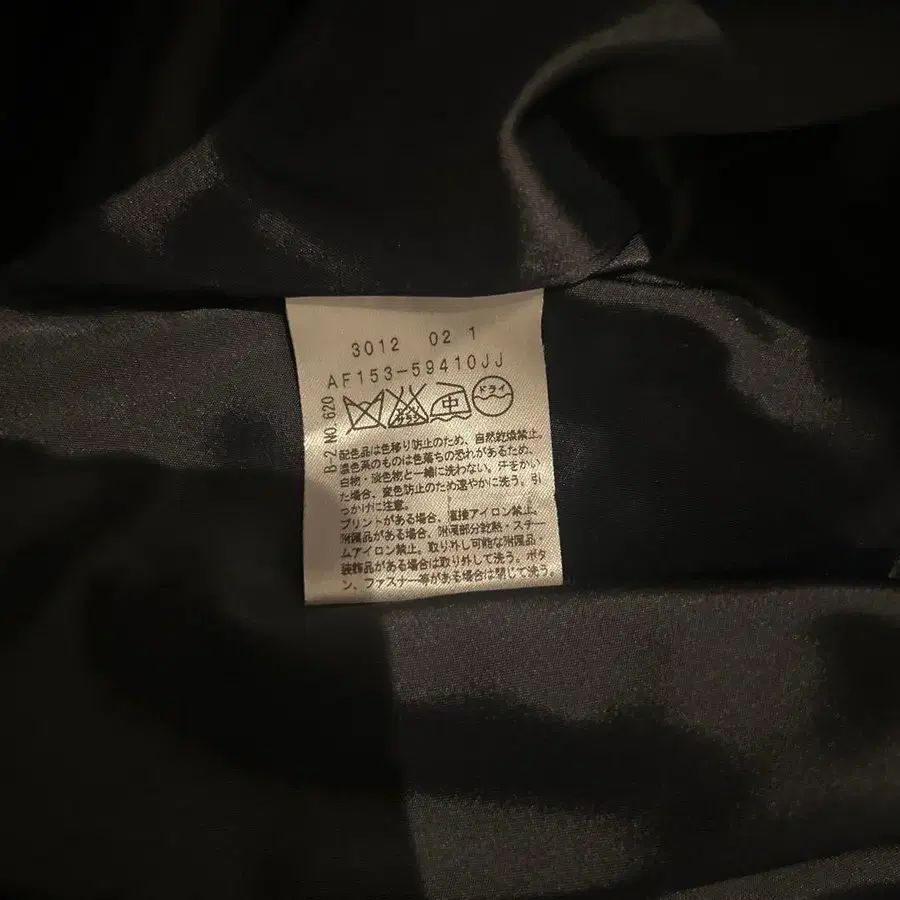 3012 02 1
AF153-59410JJ
B-2 NO.620
中 ドライ
配色品は色移り防止のため、自然乾燥禁止。
濃色系のものは色落ちの恐れがあるため、
白物・淡色物と一緒に洗わない。汗をかい
た場合、変色防止のため速やかに洗う。引
っかけに注意。
プリントがある場合、直接アイロン禁止。
附属品がある場合、附属部分乾熱・スチー
ムアイロン禁止。取り外し可能な附属品・
装飾品がある場合は取り外して洗う。ボタ
ン、ファスナー等がある場合は閉じて洗う。